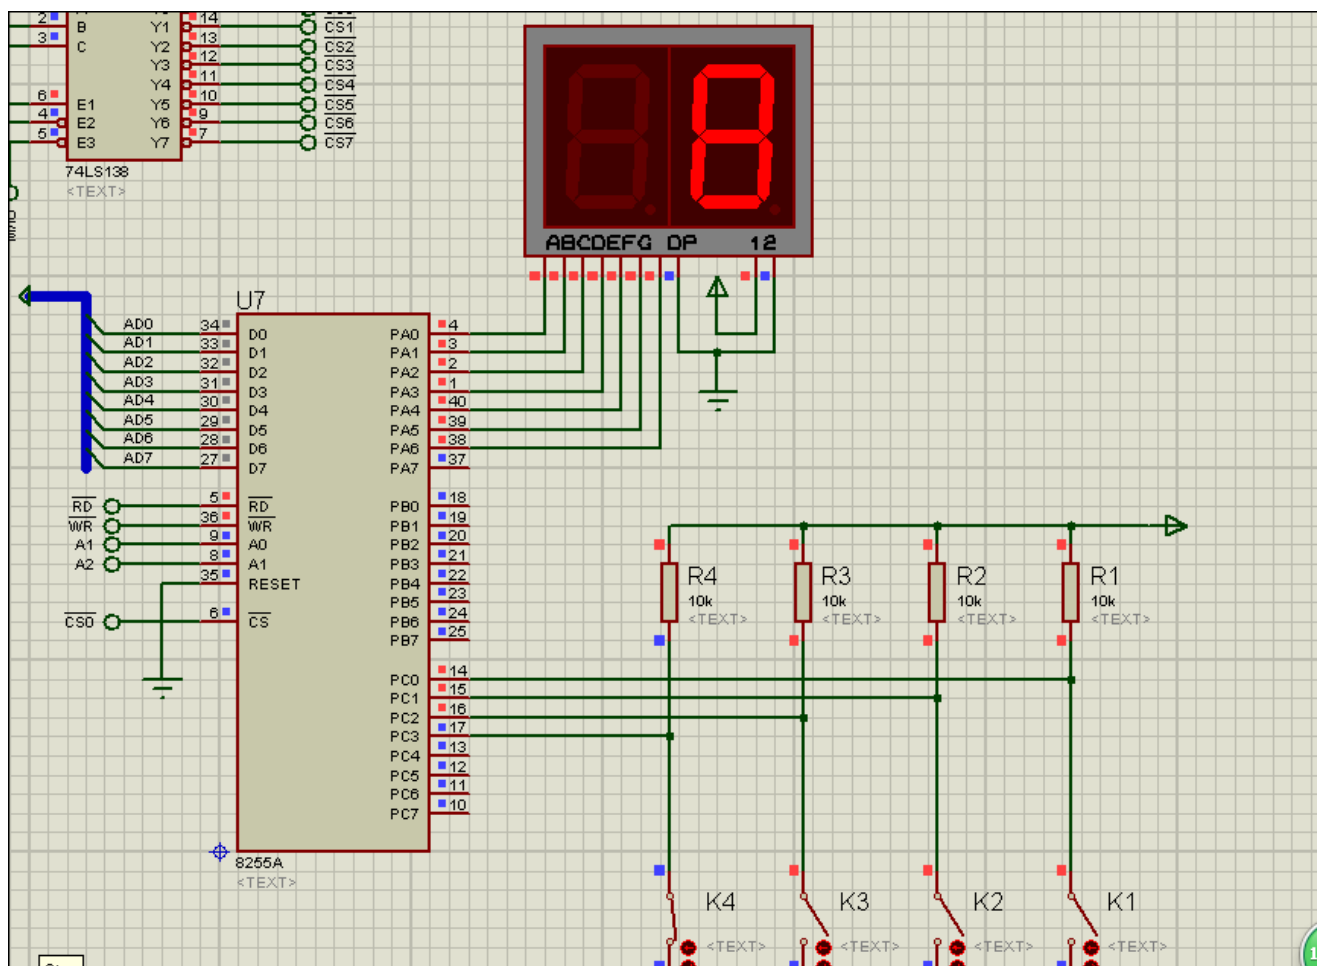 2 B Y1 14 CS1
3 C Y2 13 CS2
Y3 12 CS3
Y4 11 CS4
6 E1 Y5 10 CS5
4 E2 Y6 9 CS6
5 E3 Y7 7 CS7
74LS138
<TEXT>
ABCDEFG DP 12
U7
AD0 34 D0 PA0 4
AD1 33 D1 PA1 3
AD2 32 D2 PA2 2
AD3 31 D3 PA3 1
AD4 30 D4 PA4 40
AD5 29 D5 PA5 39
AD6 28 D6 PA6 38
AD7 27 D7 PA7 37
RD 5 RD PB0 18
WR 36 WR PB1 19
A1 9 A0 PB2 20
A2 8 A1 PB3 21
35 RESET PB4 22
PB5 23
CS0 6 CS PB6 24
PB7 25
R4 R3 R2 R1
10k 10k 10k 10k
<TEXT> <TEXT> <TEXT> <TEXT>
PC0 14
PC1 15
PC2 16
PC3 17
PC4 13
PC5 12
PC6 11
PC7 10
8255A
<TEXT>
K4 K3 K2 K1
<TEXT> <TEXT> <TEXT> <TEXT>